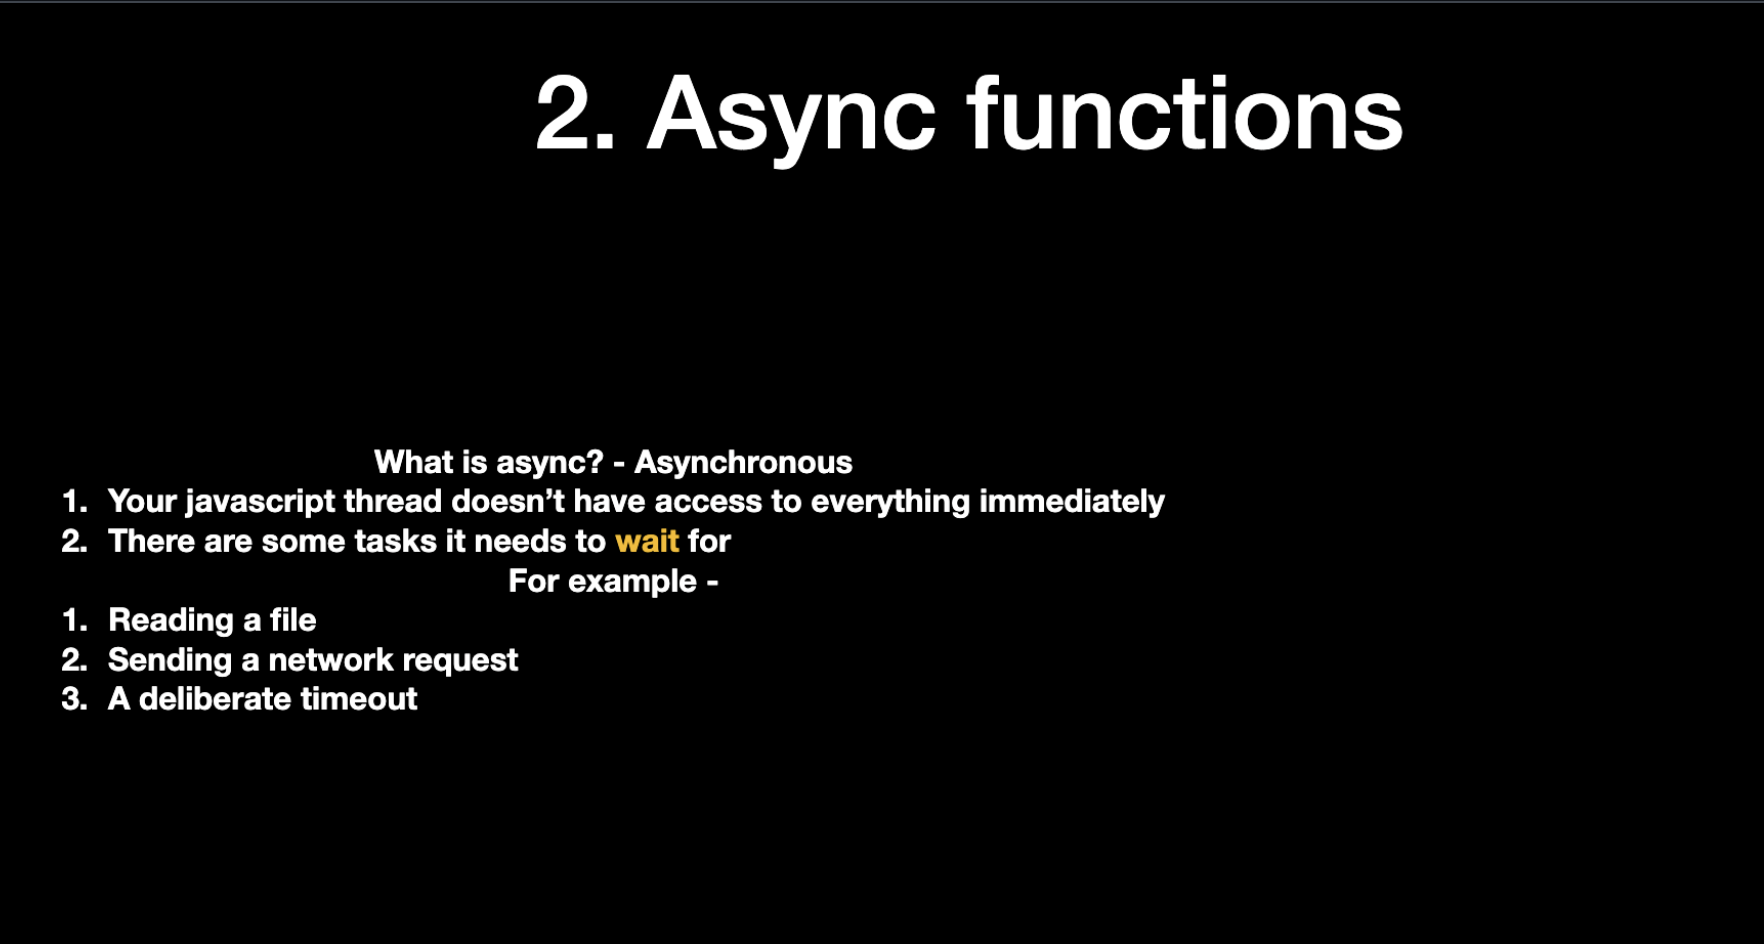 2. Async functions
What is async? - Asynchronous
1. Your javascript thread doesn’t have access to everything immediately
2. There are some tasks it needs to wait for
For example -
1. Reading a file
2. Sending a network request
3. A deliberate timeout